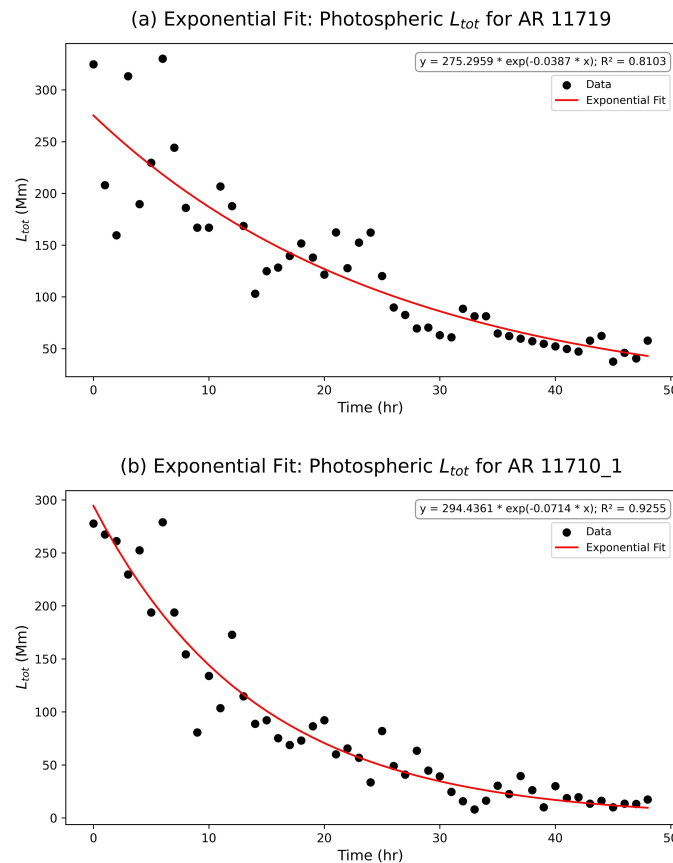 (a) Exponential Fit: Photospheric L_tot for AR 11719
y = 275.2959 * exp(-0.0387 * x); R² = 0.8103
Data
Exponential Fit
300
250
200
150
100
50
L_tot (Mm)
0 10 20 30 40 50
Time (hr)
(b) Exponential Fit: Photospheric L_tot for AR 11710_1
y = 294.4361 * exp(-0.0714 * x); R² = 0.9255
Data
Exponential Fit
300
250
200
150
100
50
0
L_tot (Mm)
0 10 20 30 40 50
Time (hr)